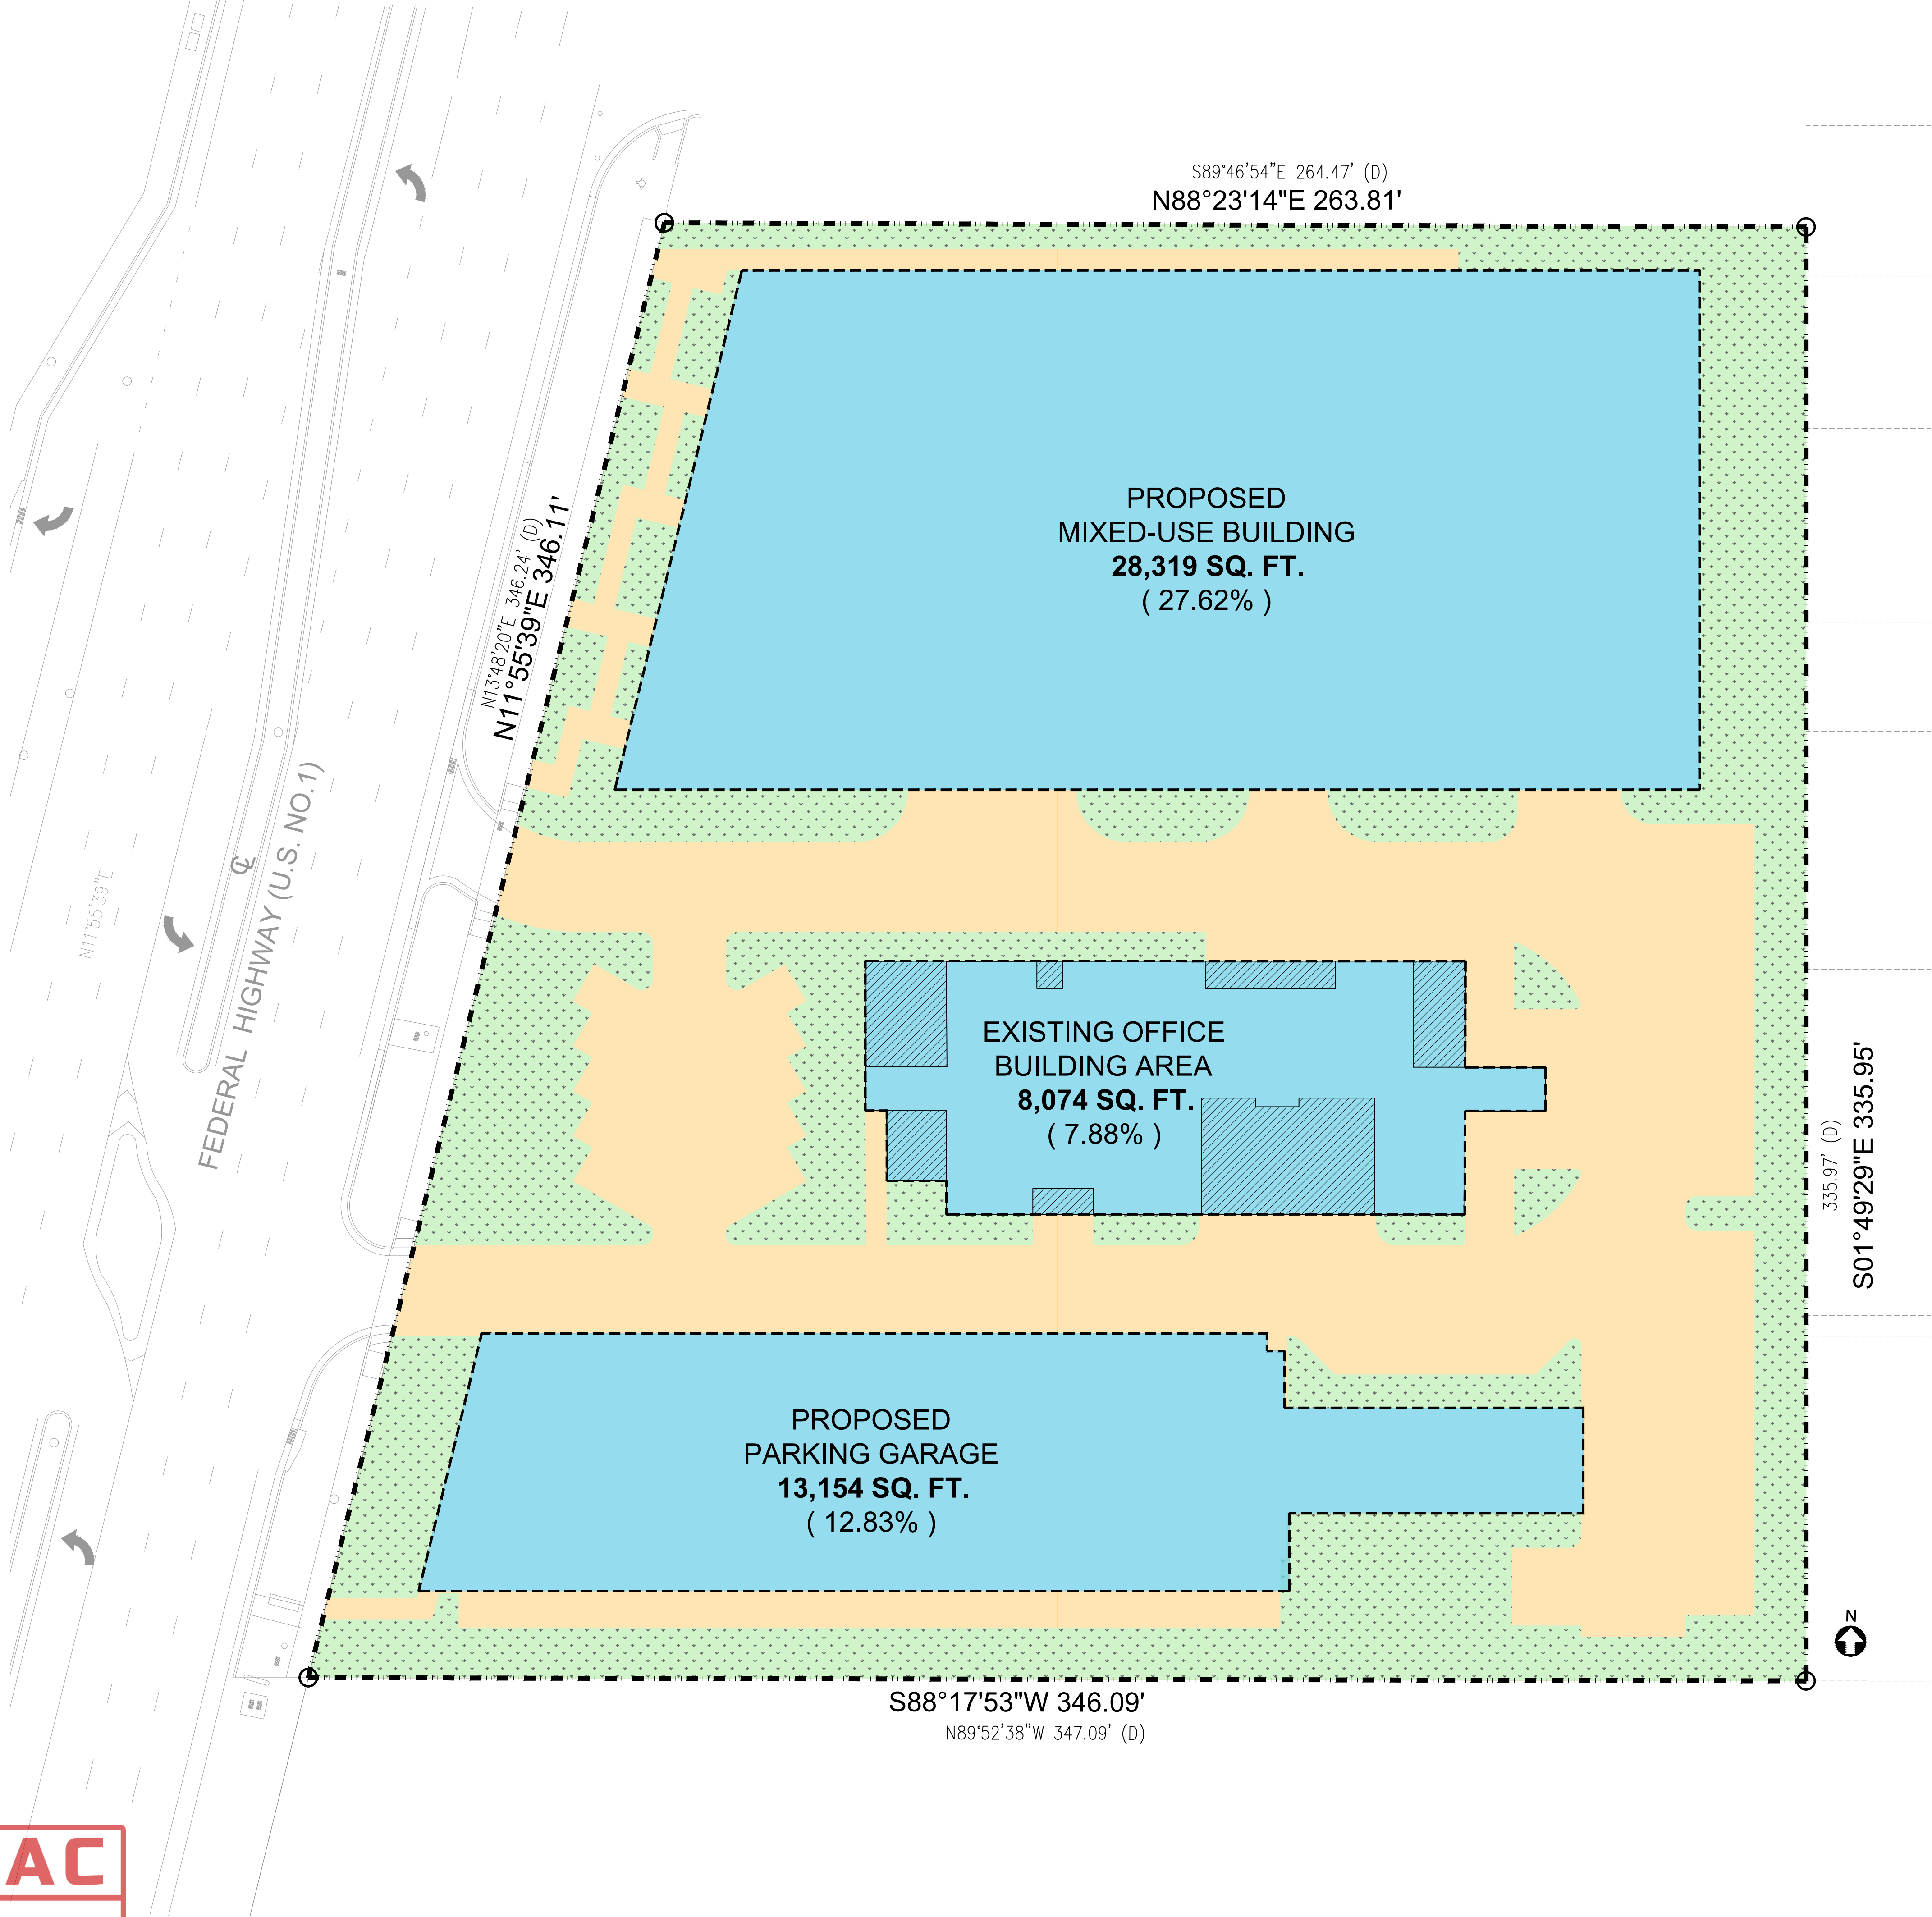 S89°46'54"E 264.47' (D)
N88°23'14"E 263.81'
N13°48'20"E 346.24' (D)
N11°55'39"E 346.11'
PROPOSED
MIXED-USE BUILDING
28,319 SQ. FT.
( 27.62% )
N11°55'39"E
FEDERAL HIGHWAY (U.S. NO.1)
CL
EXISTING OFFICE
BUILDING AREA
8,074 SQ. FT.
( 7.88% )
335.97' (D)
S01°49'29"E 335.95'
PROPOSED
PARKING GARAGE
13,154 SQ. FT.
( 12.83% )
N
S88°17'53"W 346.09'
N89°52'38"W 347.09' (D)
AC